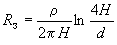 R₃ = ρ/(2πH) ln 4H/d